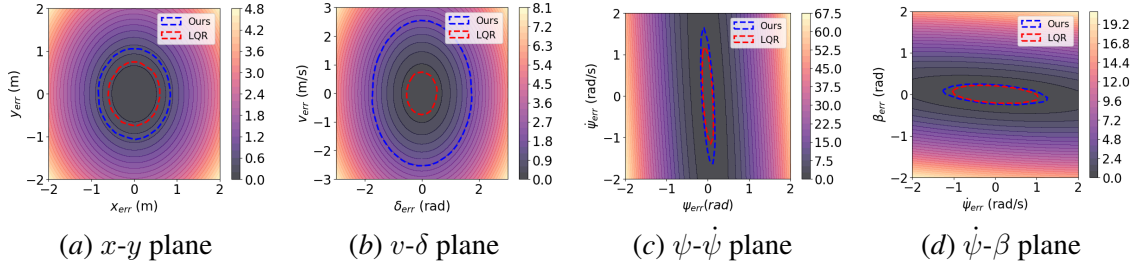 Ours
LQR
y_err (m)
2
1
0
−1
−2
−2 −1 0 1 2
x_err (m)
4.8
4.2
3.6
3.0
2.4
1.8
1.2
0.6
0.0
(a) x-y plane
Ours
LQR
v_err (m/s)
3
2
1
0
−1
−2
−3
−2 0 2
δ_err (rad)
8.1
7.2
6.3
5.4
4.5
3.6
2.7
1.8
0.9
0.0
(b) v-δ plane
Ours
LQR
ψ̇_err (rad/s)
2
1
0
−1
−2
−2 −1 0 1 2
ψ_err(rad)
67.5
60.0
52.5
45.0
37.5
30.0
22.5
15.0
7.5
0.0
(c) ψ-ψ̇ plane
Ours
LQR
β_err (rad)
2
1
0
−1
−2
−2 −1 0 1 2
ψ̇_err (rad/s)
19.2
16.8
14.4
12.0
9.6
7.2
4.8
2.4
0.0
(d) ψ̇-β plane